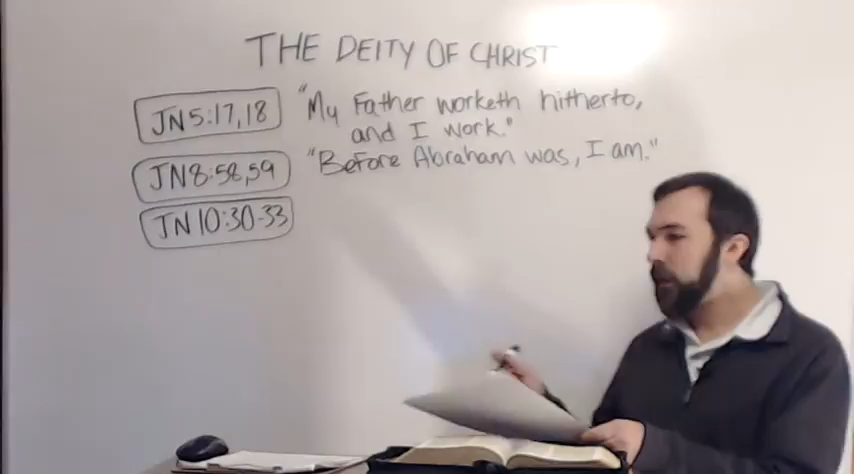 THE DEITY OF CHRIST
JN 5:17,18 "My Father worketh hitherto,
and I work."
JN 8:58,59 "Before Abraham was, I am."
JN 10:30-33